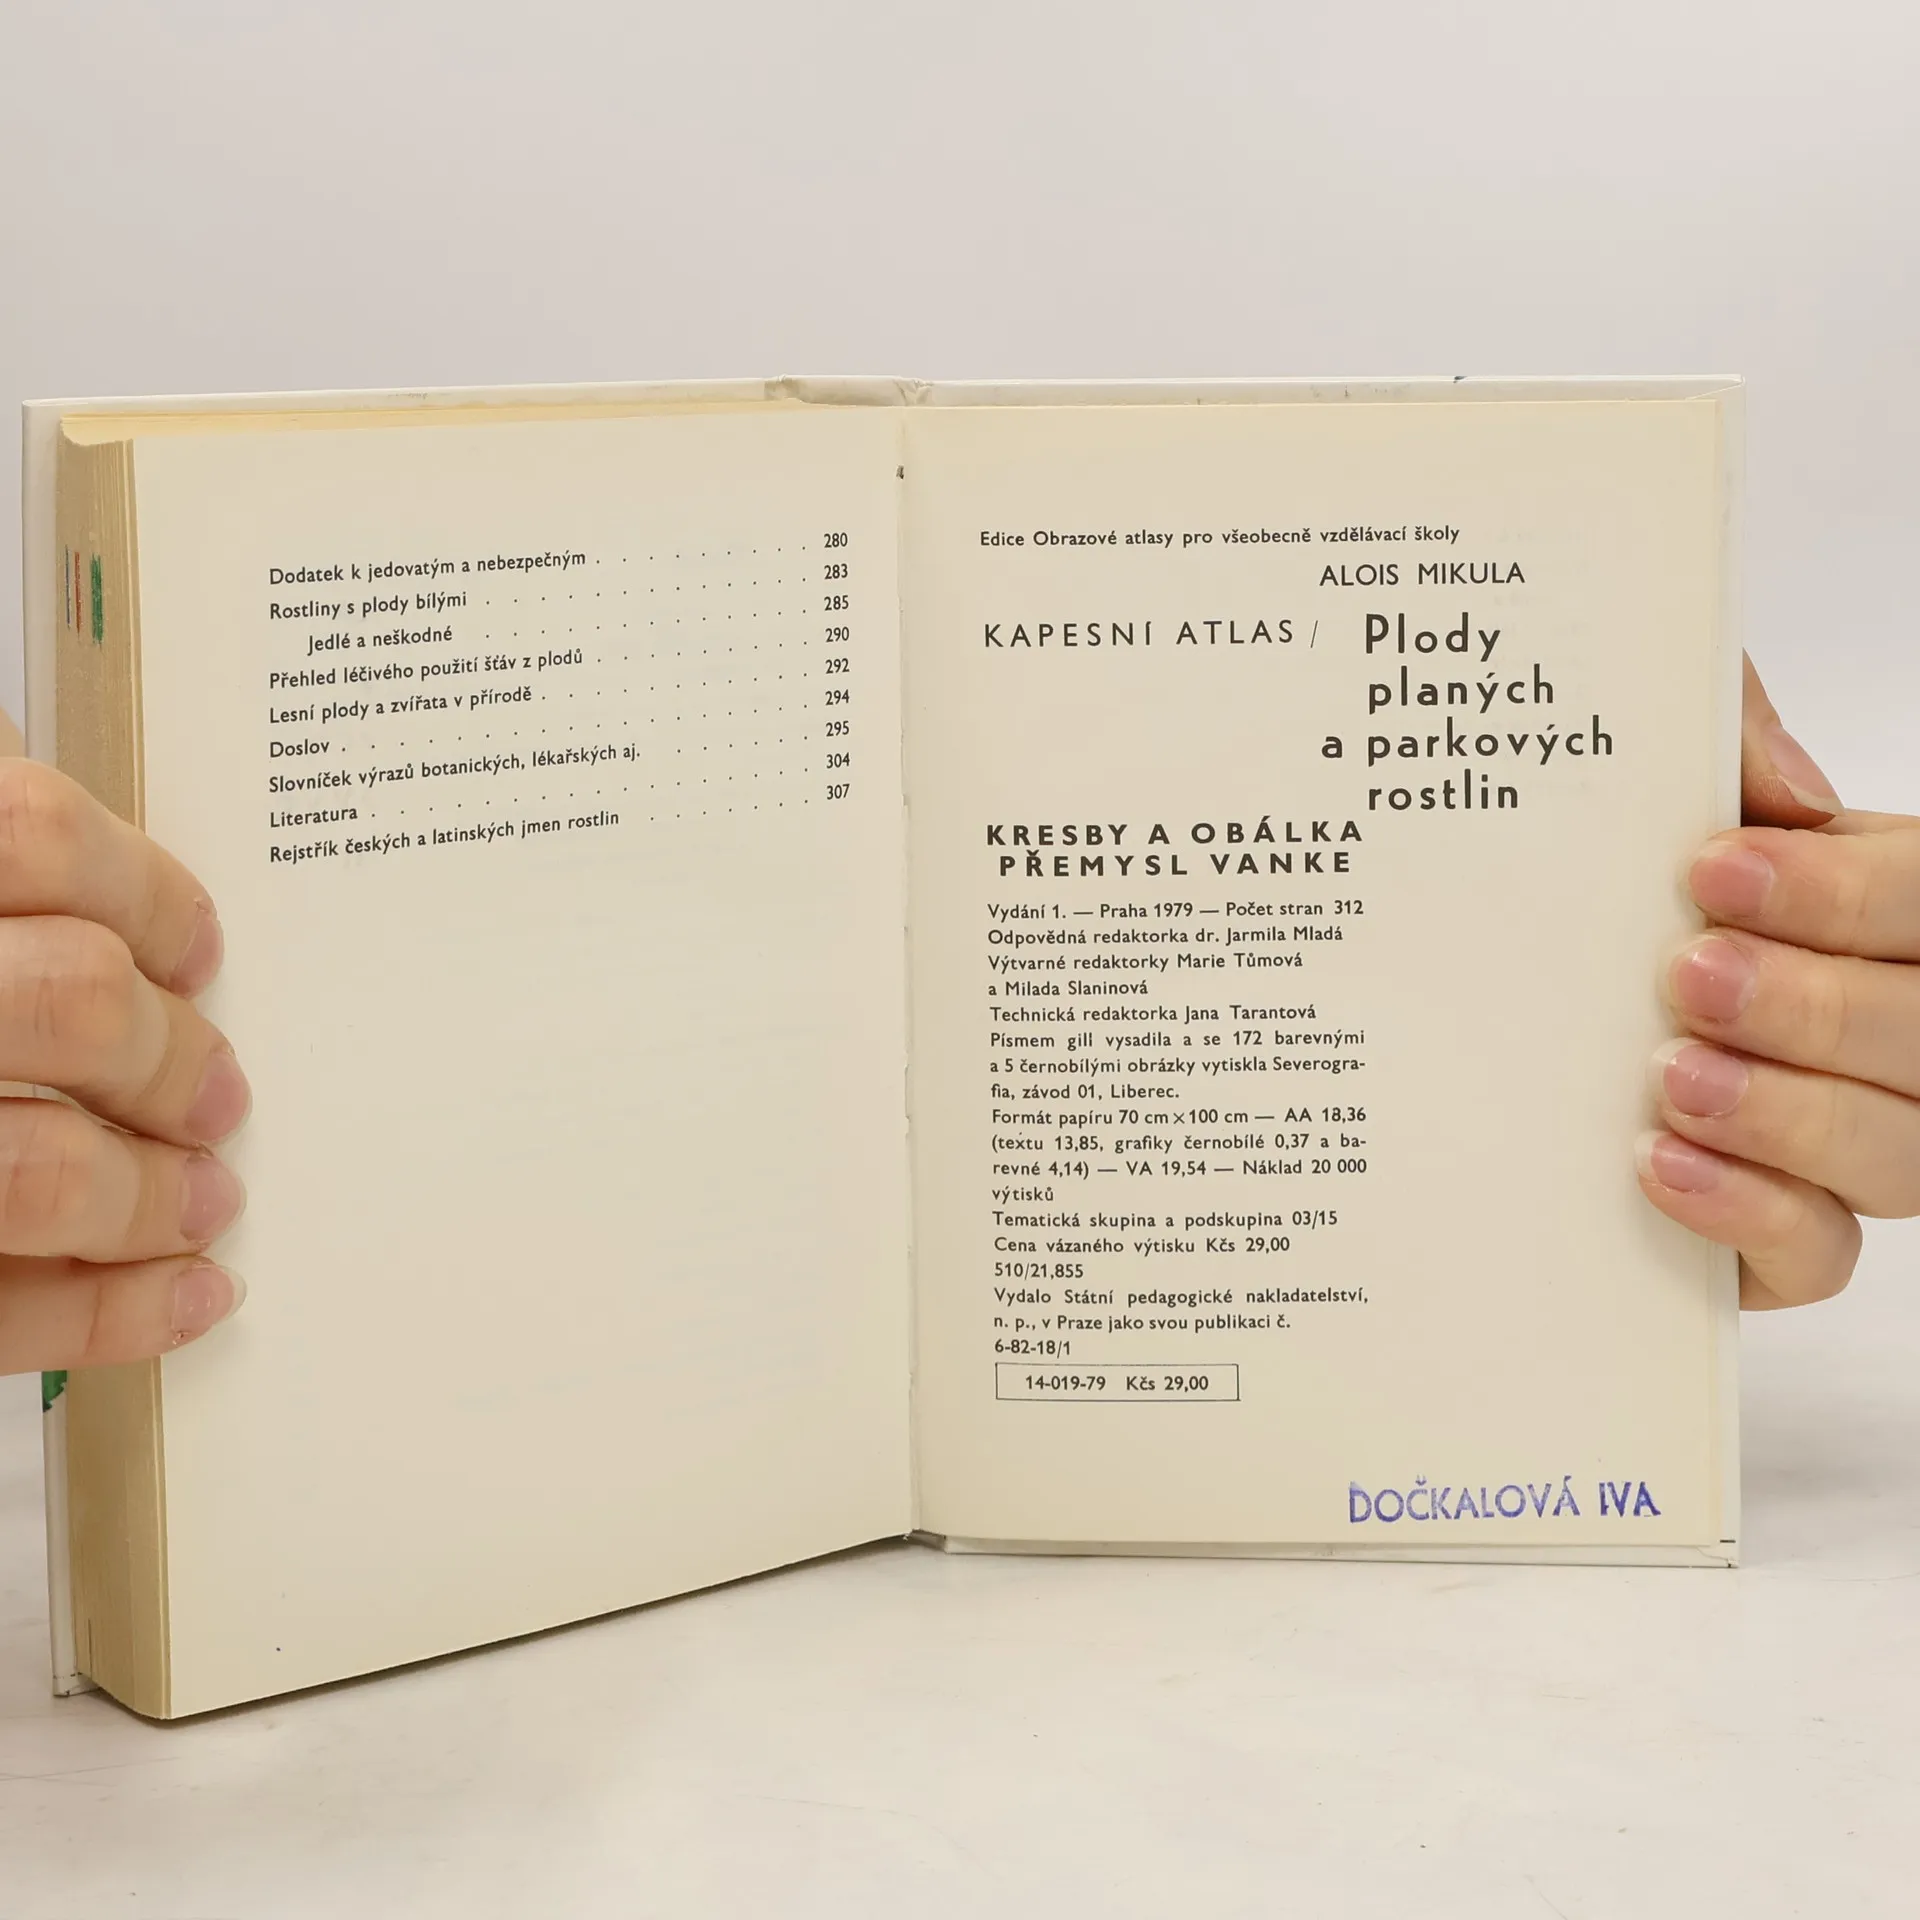 Dodatek k jedovatým a nebezpečným . . . . . . . . 280
Rostliny s plody bílými . . . . . . . . . . . . 283
Jedlé a neškodné . . . . . . . . . . . . 285
Přehled léčivého použití šťáv z plodů . . . . . . . . 290
Lesní plody a zvířata v přírodě . . . . . . . . . . 292
Doslov . . . . . . . . . . . . . . . . 294
Slovníček výrazů botanických, lékařských aj. . . . . . . 295
Literatura . . . . . . . . . . . . . . . . 304
Rejstřík českých a latinských jmen rostlin . . . . . . 307
Edice Obrazové atlasy pro všeobecně vzdělávací školy
ALOIS MIKULA
KAPESNÍ ATLAS / Plody
planých
a parkových
rostlin
KRESBY A OBÁLKA
PŘEMYSL VANKE
Vydání 1. — Praha 1979 — Počet stran 312
Odpovědná redaktorka dr. Jarmila Mladá
Výtvarné redaktorky Marie Tůmová
a Milada Slaninová
Technická redaktorka Jana Tarantová
Písmem gill vysadila a se 172 barevnými
a 5 černobílými obrázky vytiskla Severogra-
fia, závod 01, Liberec.
Formát papíru 70 cm × 100 cm — AA 18,36
(textu 13,85, grafiky černobílé 0,37 a ba-
revné 4,14) — VA 19,54 — Náklad 20 000
výtisků
Tematická skupina a podskupina 03/15
Cena vázaného výtisku Kčs 29,00
510/21,855
Vydalo Státní pedagogické nakladatelství,
n. p., v Praze jako svou publikaci č.
6-82-18/1
14-019-79 Kčs 29,00
DOČKALOVÁ IVA